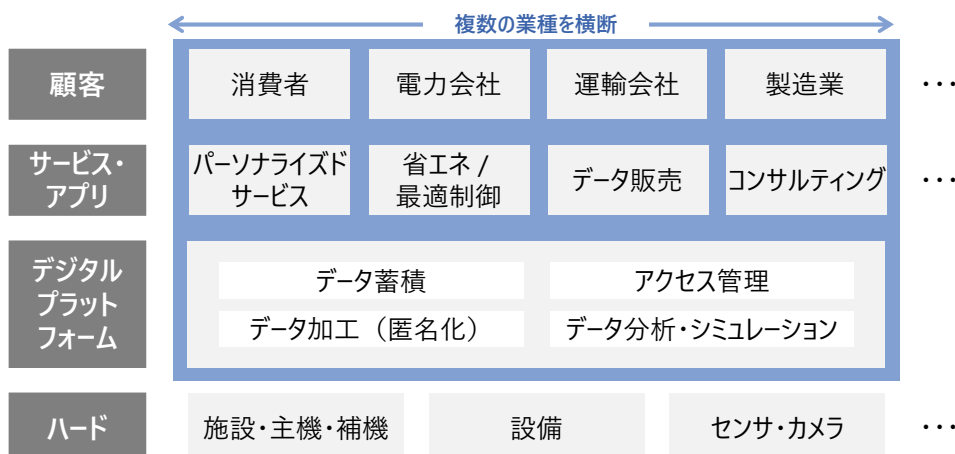 複数の業種を横断
顧客
消費者
電力会社
運輸会社
製造業
・・・
サービス・
アプリ
パーソナライズド
サービス
省エネ /
最適制御
データ販売
コンサルティング
・・・
デジタル
プラット
フォーム
データ蓄積
アクセス管理
データ加工（匿名化）
データ分析・シミュレーション
ハード
施設・主機・補機
設備
センサ・カメラ
・・・